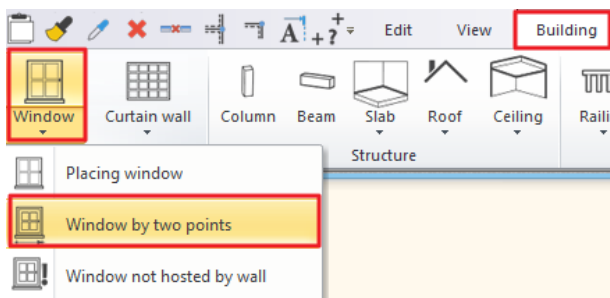 Edit View Building
Window Curtain wall Column Beam Slab Roof Ceiling
Structure
Placing window
Window by two points
Window not hosted by wall